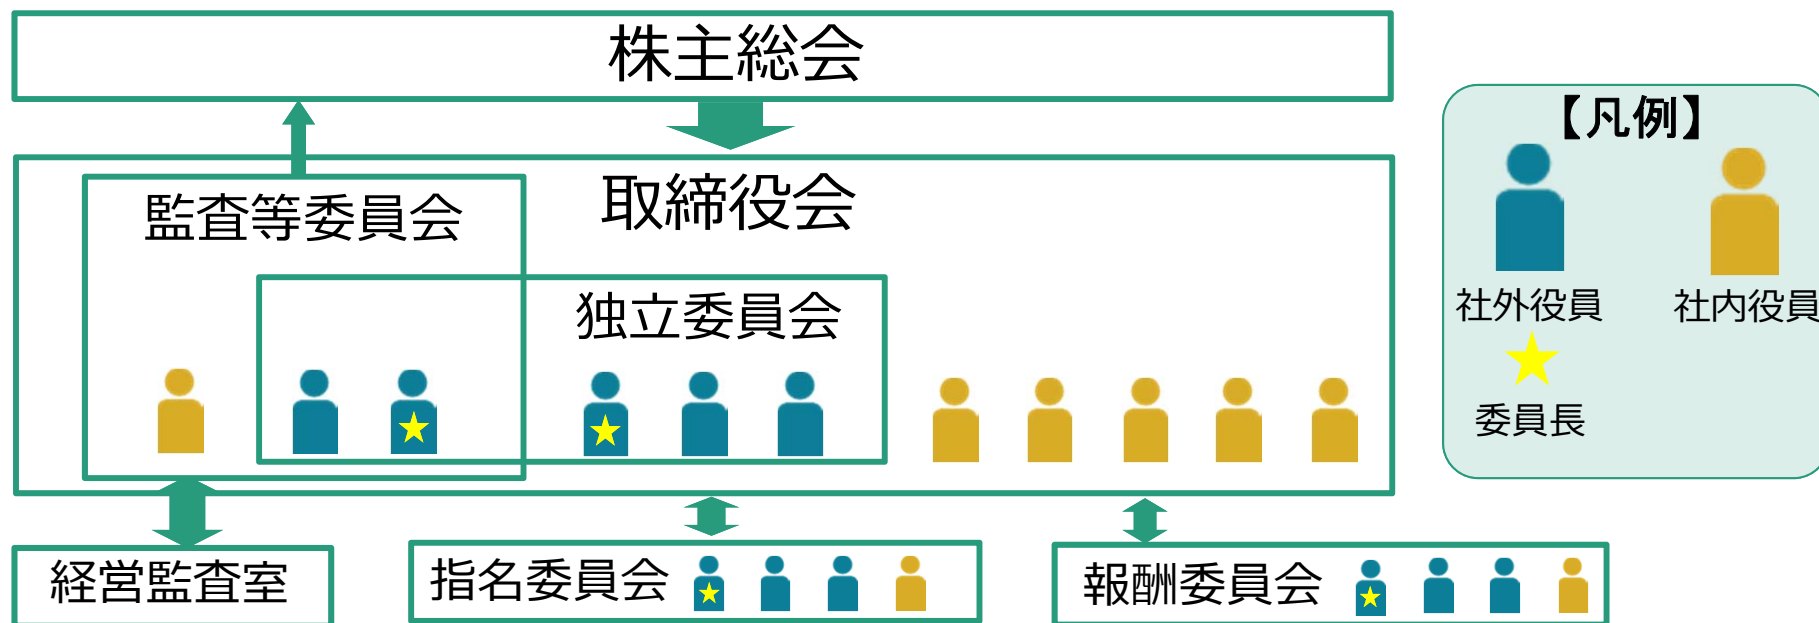 株主総会
【凡例】
取締役会
監査等委員会
独立委員会
社外役員
社内役員
委員長
経営監査室
指名委員会
報酬委員会